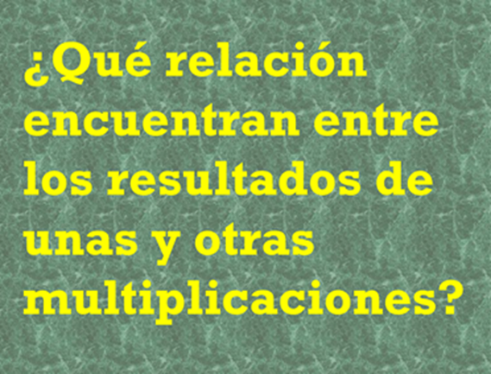 ¿Qué relación
encuentran entre
los resultados de
unas y otras
multiplicaciones?